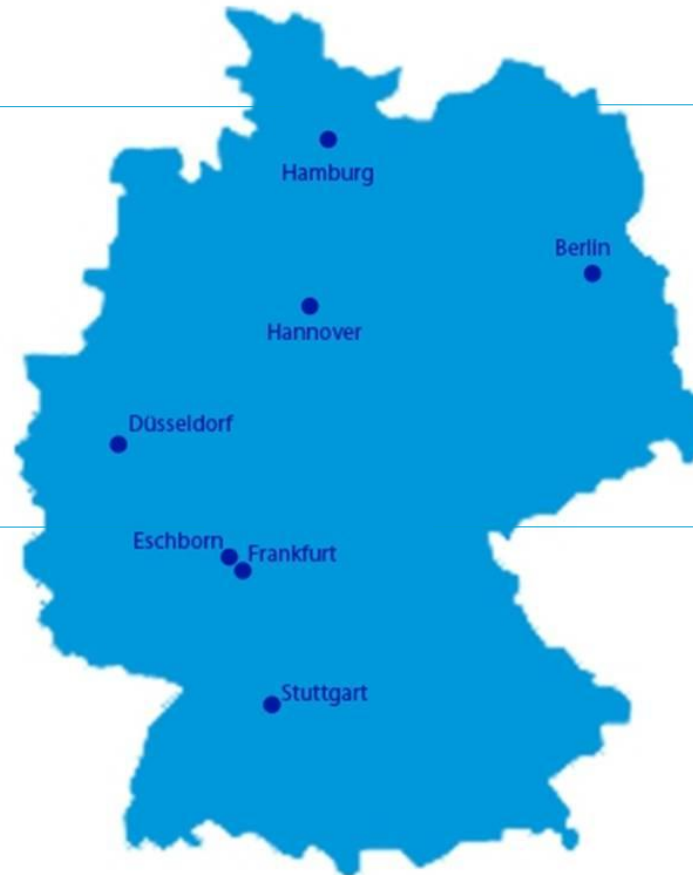 Hamburg
Berlin
Hannover
Düsseldorf
Eschborn
Frankfurt
Stuttgart